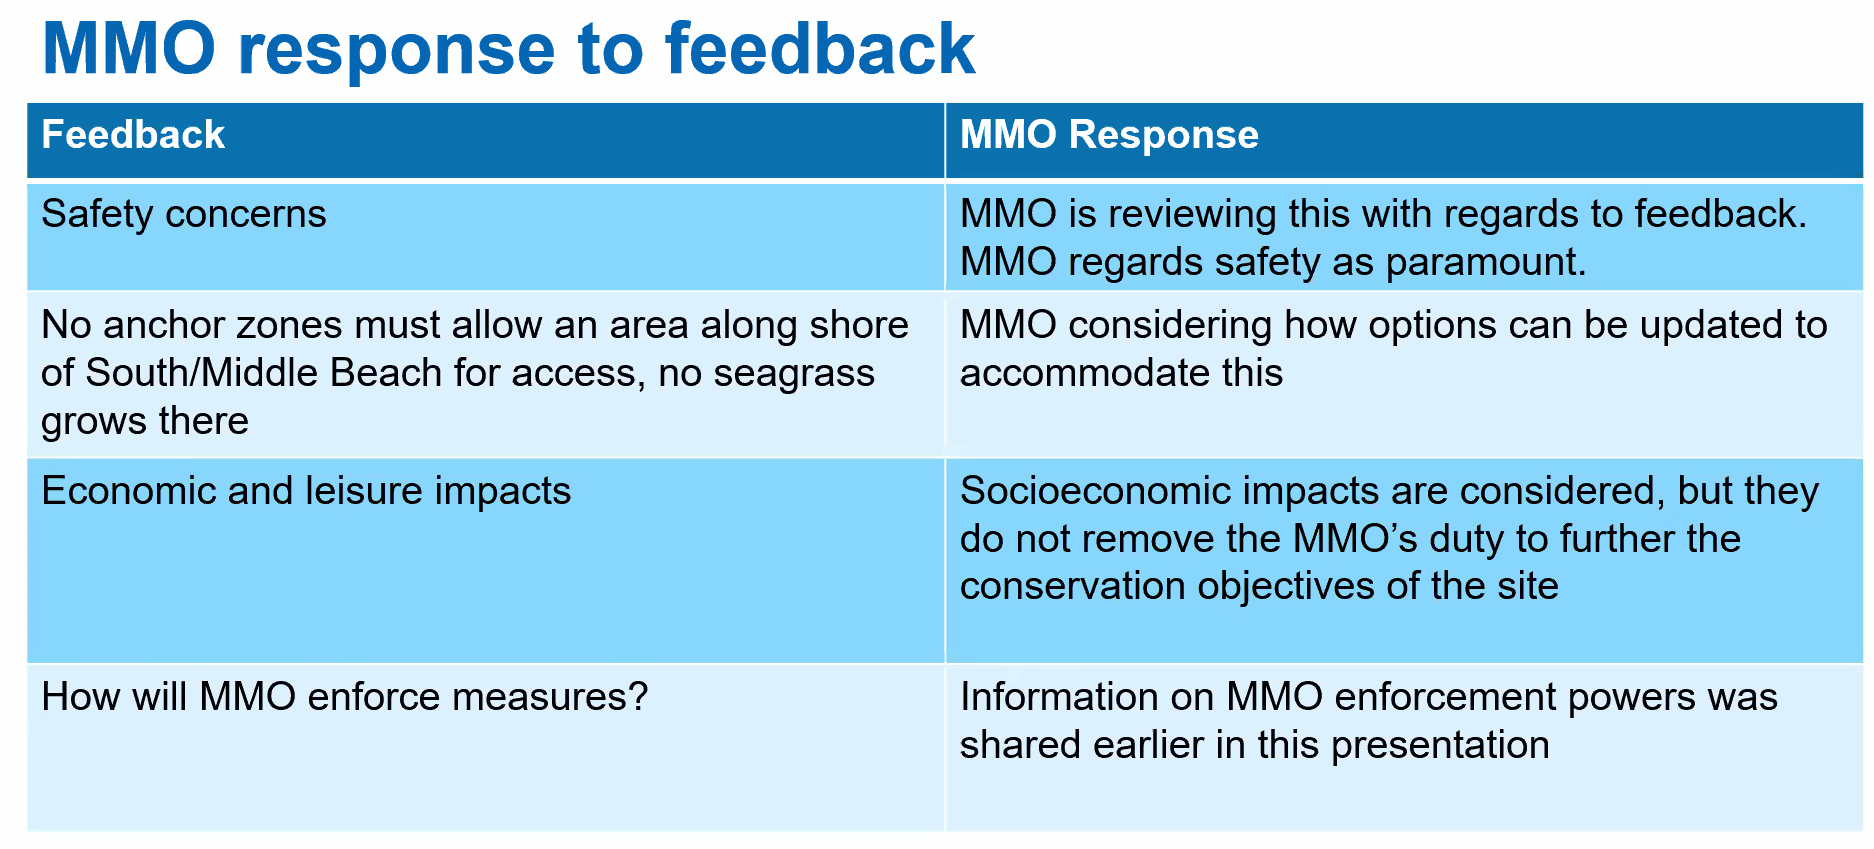 MMO response to feedback
Feedback
MMO Response
Safety concerns
MMO is reviewing this with regards to feedback.
MMO regards safety as paramount.
No anchor zones must allow an area along shore
of South/Middle Beach for access, no seagrass
grows there
MMO considering how options can be updated to
accommodate this
Economic and leisure impacts
Socioeconomic impacts are considered, but they
do not remove the MMO’s duty to further the
conservation objectives of the site
How will MMO enforce measures?
Information on MMO enforcement powers was
shared earlier in this presentation